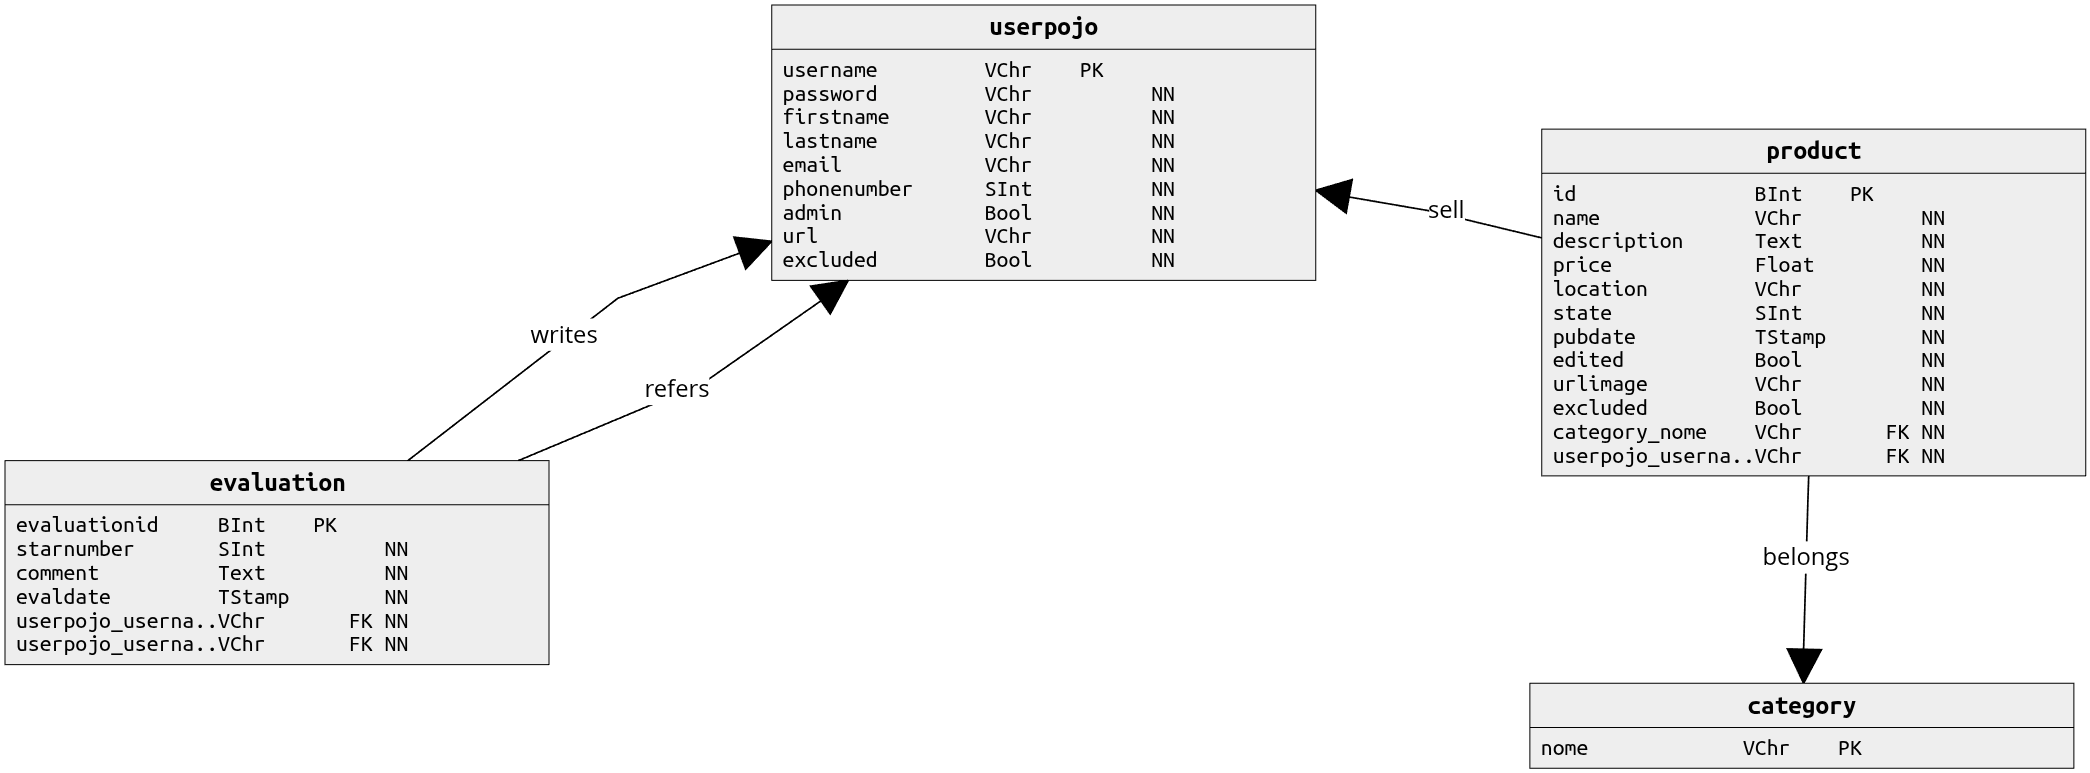 userpojo
username VChr PK
password VChr NN
firstname VChr NN
lastname VChr NN
email VChr NN
phonenumber SInt NN
admin Bool NN
url VChr NN
excluded Bool NN
product
id BInt PK
name VChr NN
description Text NN
price Float NN
location VChr NN
state SInt NN
pubdate TStamp NN
edited Bool NN
urlimage VChr NN
excluded Bool NN
category_nome VChr FK NN
userpojo_userna..VChr FK NN
sell
writes
refers
evaluation
evaluationid BInt PK
starnumber SInt NN
comment Text NN
evaldate TStamp NN
userpojo_userna..VChr FK NN
userpojo_userna..VChr FK NN
belongs
category
nome VChr PK